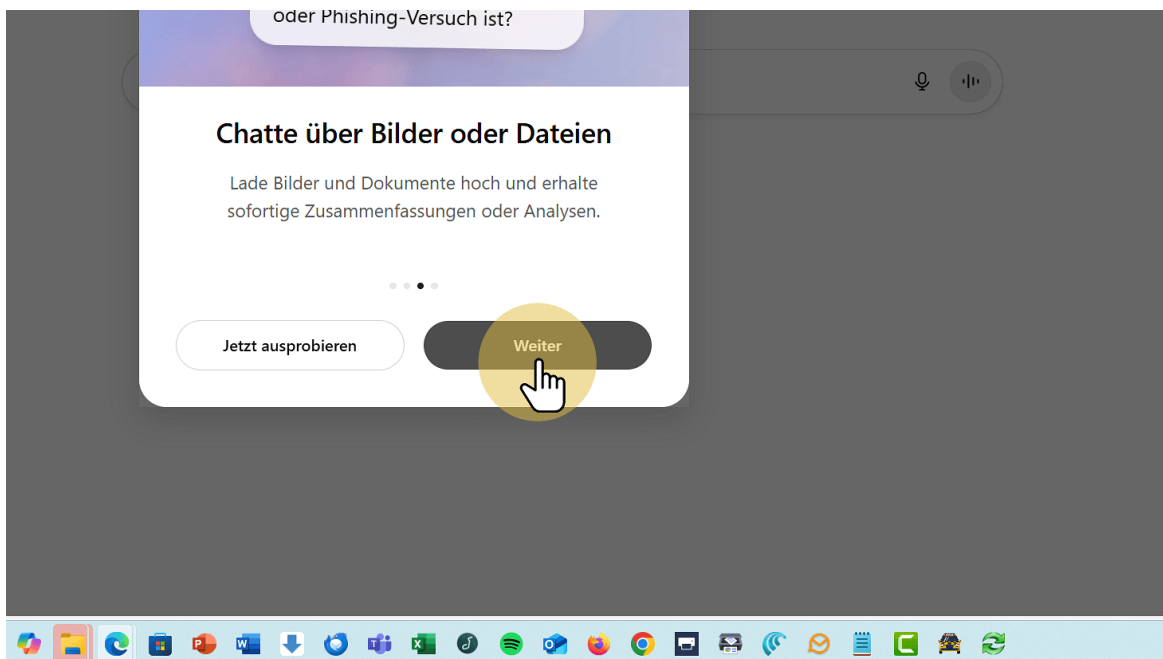 oder Phishing-Versuch ist?
Chatte über Bilder oder Dateien
Lade Bilder und Dokumente hoch und erhalte
sofortige Zusammenfassungen oder Analysen.
Jetzt ausprobieren
Weiter